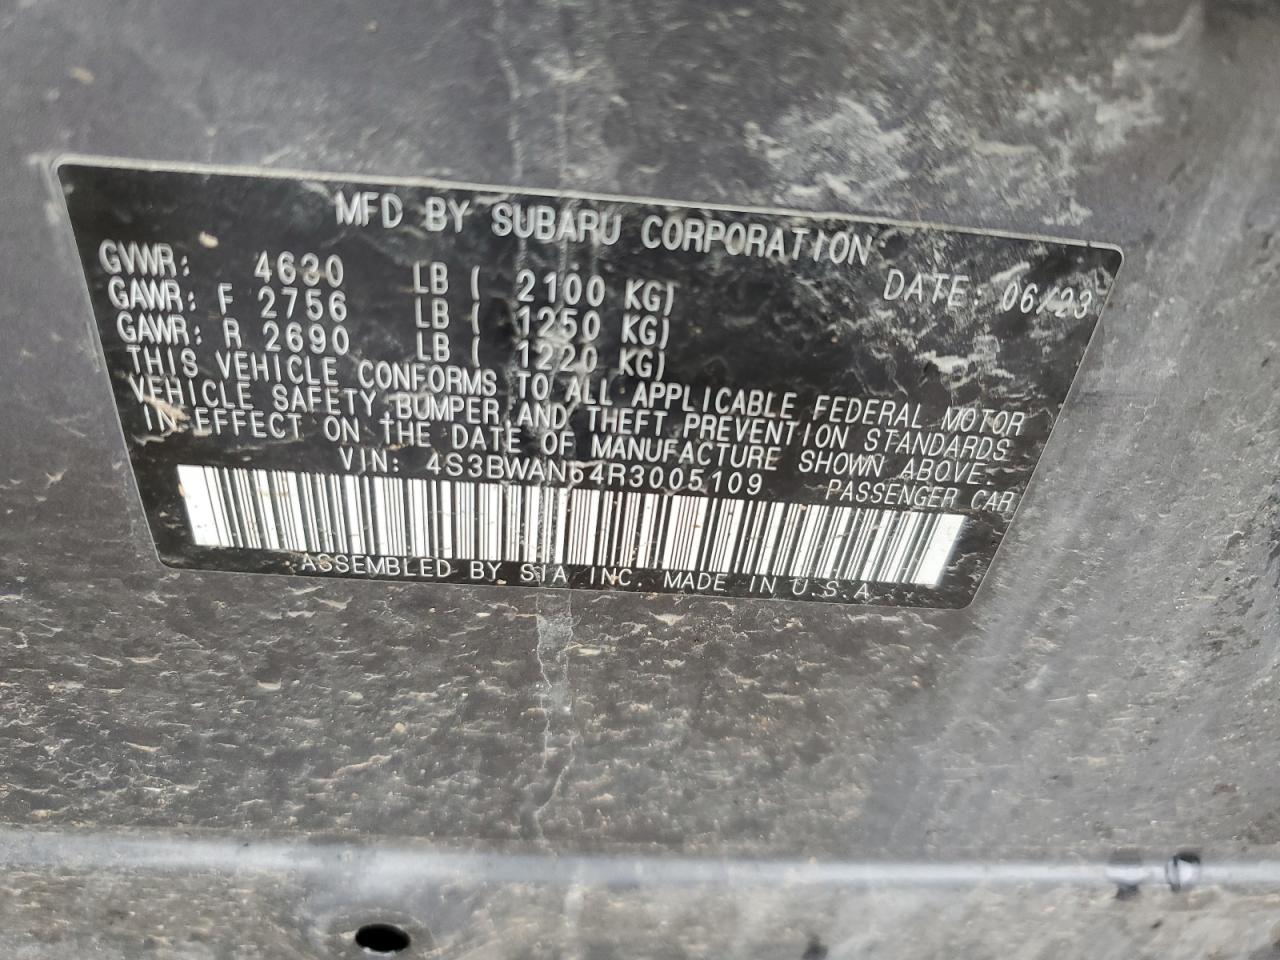 MFD BY SUBARU CORPORATION
GVWR: 4630 LB ( 2100 KG) DATE: 06/23
GAWR: F 2756 LB ( 1250 KG)
GAWR: R 2690 LB ( 1220 KG)
THIS VEHICLE CONFORMS TO ALL APPLICABLE FEDERAL MOTOR
VEHICLE SAFETY,BUMPER,AND THEFT PREVENTION STANDARDS
IN EFFECT ON THE DATE OF MANUFACTURE SHOWN ABOVE.
VIN: 4S3BWAN64R3005109 PASSENGER CAR
ASSEMBLED BY SIA INC. MADE IN U.S.A